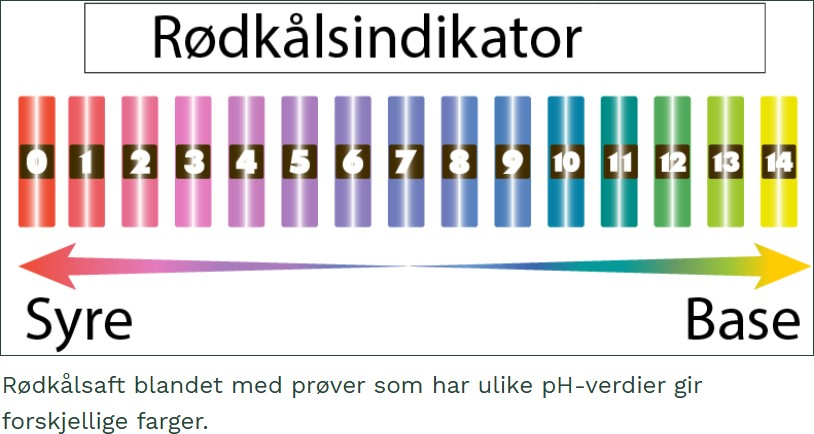 Rødkålsindikator
0 1 2 3 4 5 6 7 8 9 10 11 12 13 14
Syre Base
Rødkålsaft blandet med prøver som har ulike pH-verdier gir
forskjellige farger.